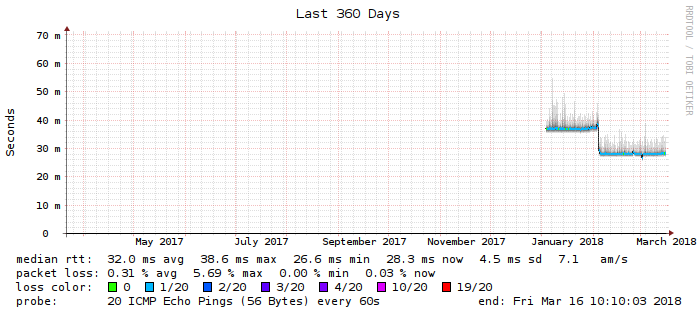 Last 360 Days
RRDTOOL / TOBI OETIKER
Seconds
70 m
60 m
50 m
40 m
30 m
20 m
10 m
0
May 2017 July 2017 September 2017 November 2017 January 2018 March 2018
median rtt: 32.0 ms avg 38.6 ms max 26.6 ms min 28.3 ms now 4.5 ms sd 7.1 am/s
packet loss: 0.31 % avg 5.69 % max 0.00 % min 0.03 % now
loss color: 0 1/20 2/20 3/20 4/20 10/20 19/20
probe: 20 ICMP Echo Pings (56 Bytes) every 60s end: Fri Mar 16 10:10:03 2018